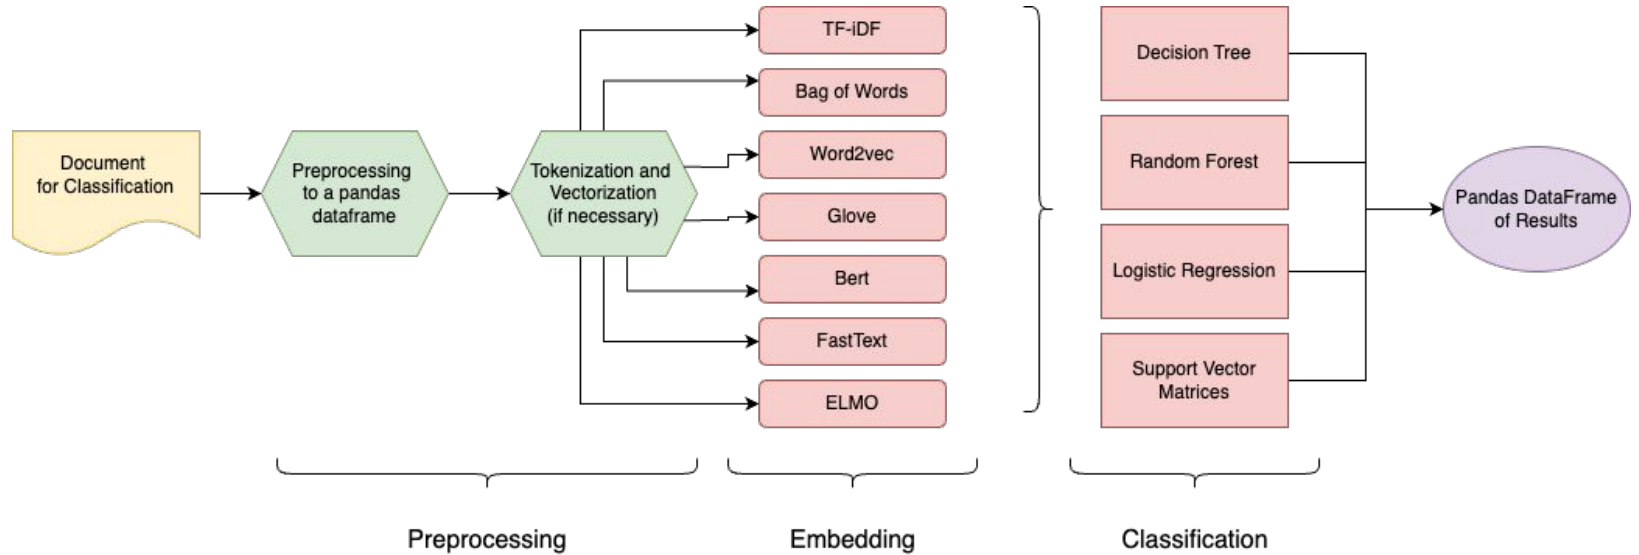 Document
for Classification
Preprocessing
to a pandas
dataframe
Tokenization and
Vectorization
(if necessary)
TF-iDF
Bag of Words
Word2vec
Glove
Bert
FastText
ELMO
Decision Tree
Random Forest
Logistic Regression
Support Vector
Matrices
Pandas DataFrame
of Results
Preprocessing
Embedding
Classification